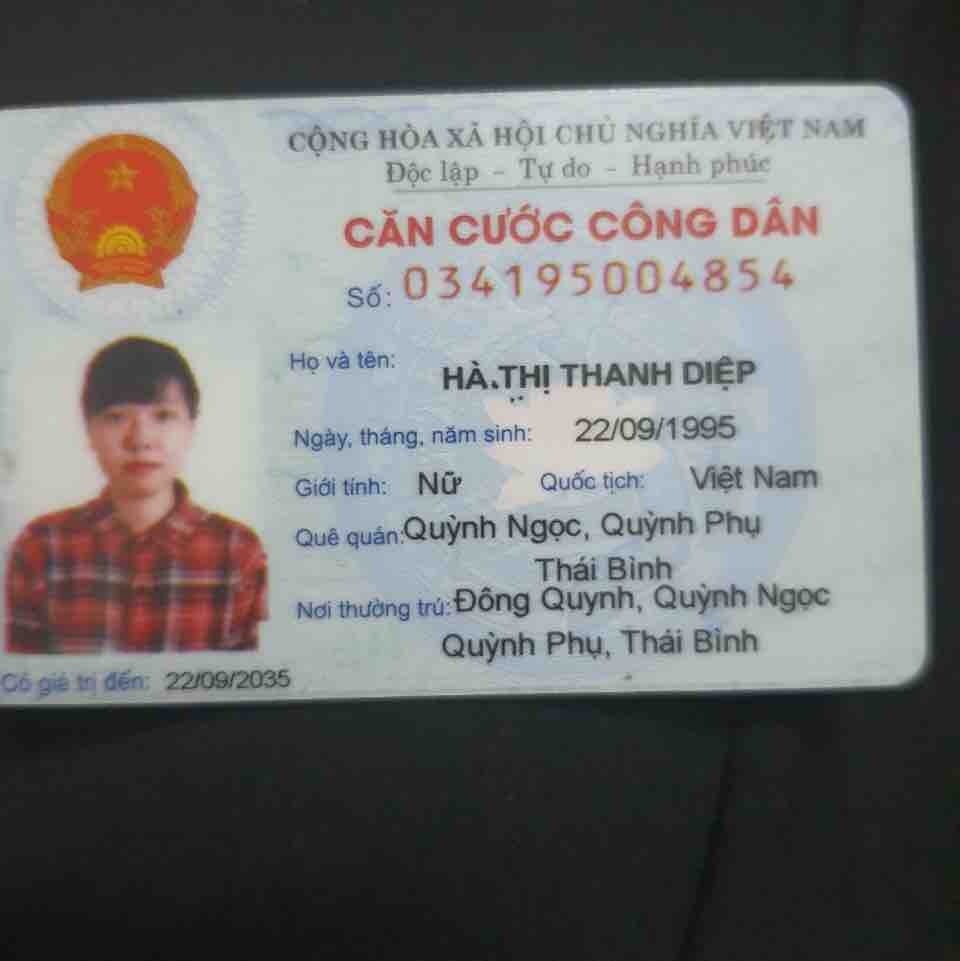 CỘNG HÒA XÃ HỘI CHỦ NGHĨA VIỆT NAM
Độc lập - Tự do - Hạnh phúc
CĂN CƯỚC CÔNG DÂN
Số: 034195004854
Họ và tên: HÀ THỊ THANH DIỆP
Ngày, tháng, năm sinh: 22/09/1995
Giới tính: Nữ Quốc tịch: Việt Nam
Quê quán: Quỳnh Ngọc, Quỳnh Phụ
Thái Bình
Nơi thường trú: Đông Quynh, Quỳnh Ngọc
Quỳnh Phụ, Thái Bình
Có giá trị đến: 22/09/2035